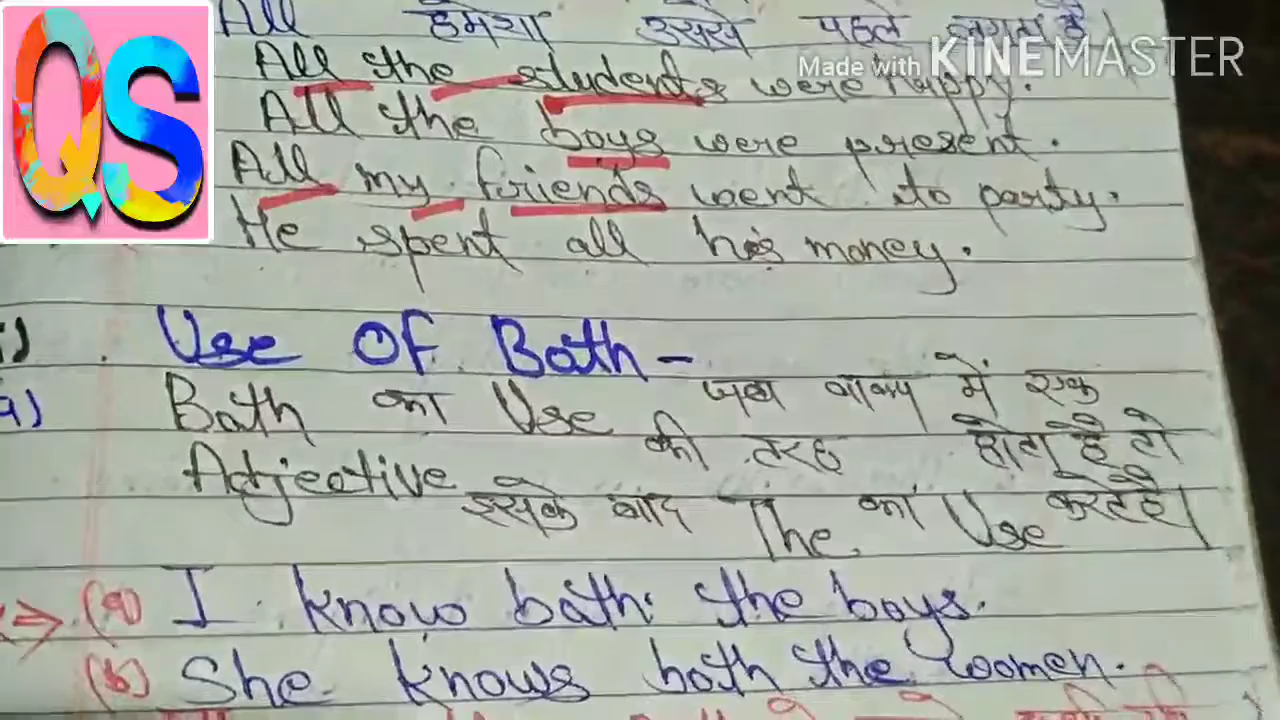 QS
All हमेशा उससे पहले लगता है।
Made with KINEMASTER
All the students were happy.
All the boys were present.
All my friends went to party.
He spent all his money.
Use Of Both -
a) Both का Use जब वाक्य में एक
Adjective की तरह होता है तो
इसके बाद The का Use करते है।
⇒ (a) I know both the boys.
(b) She knows both the women.